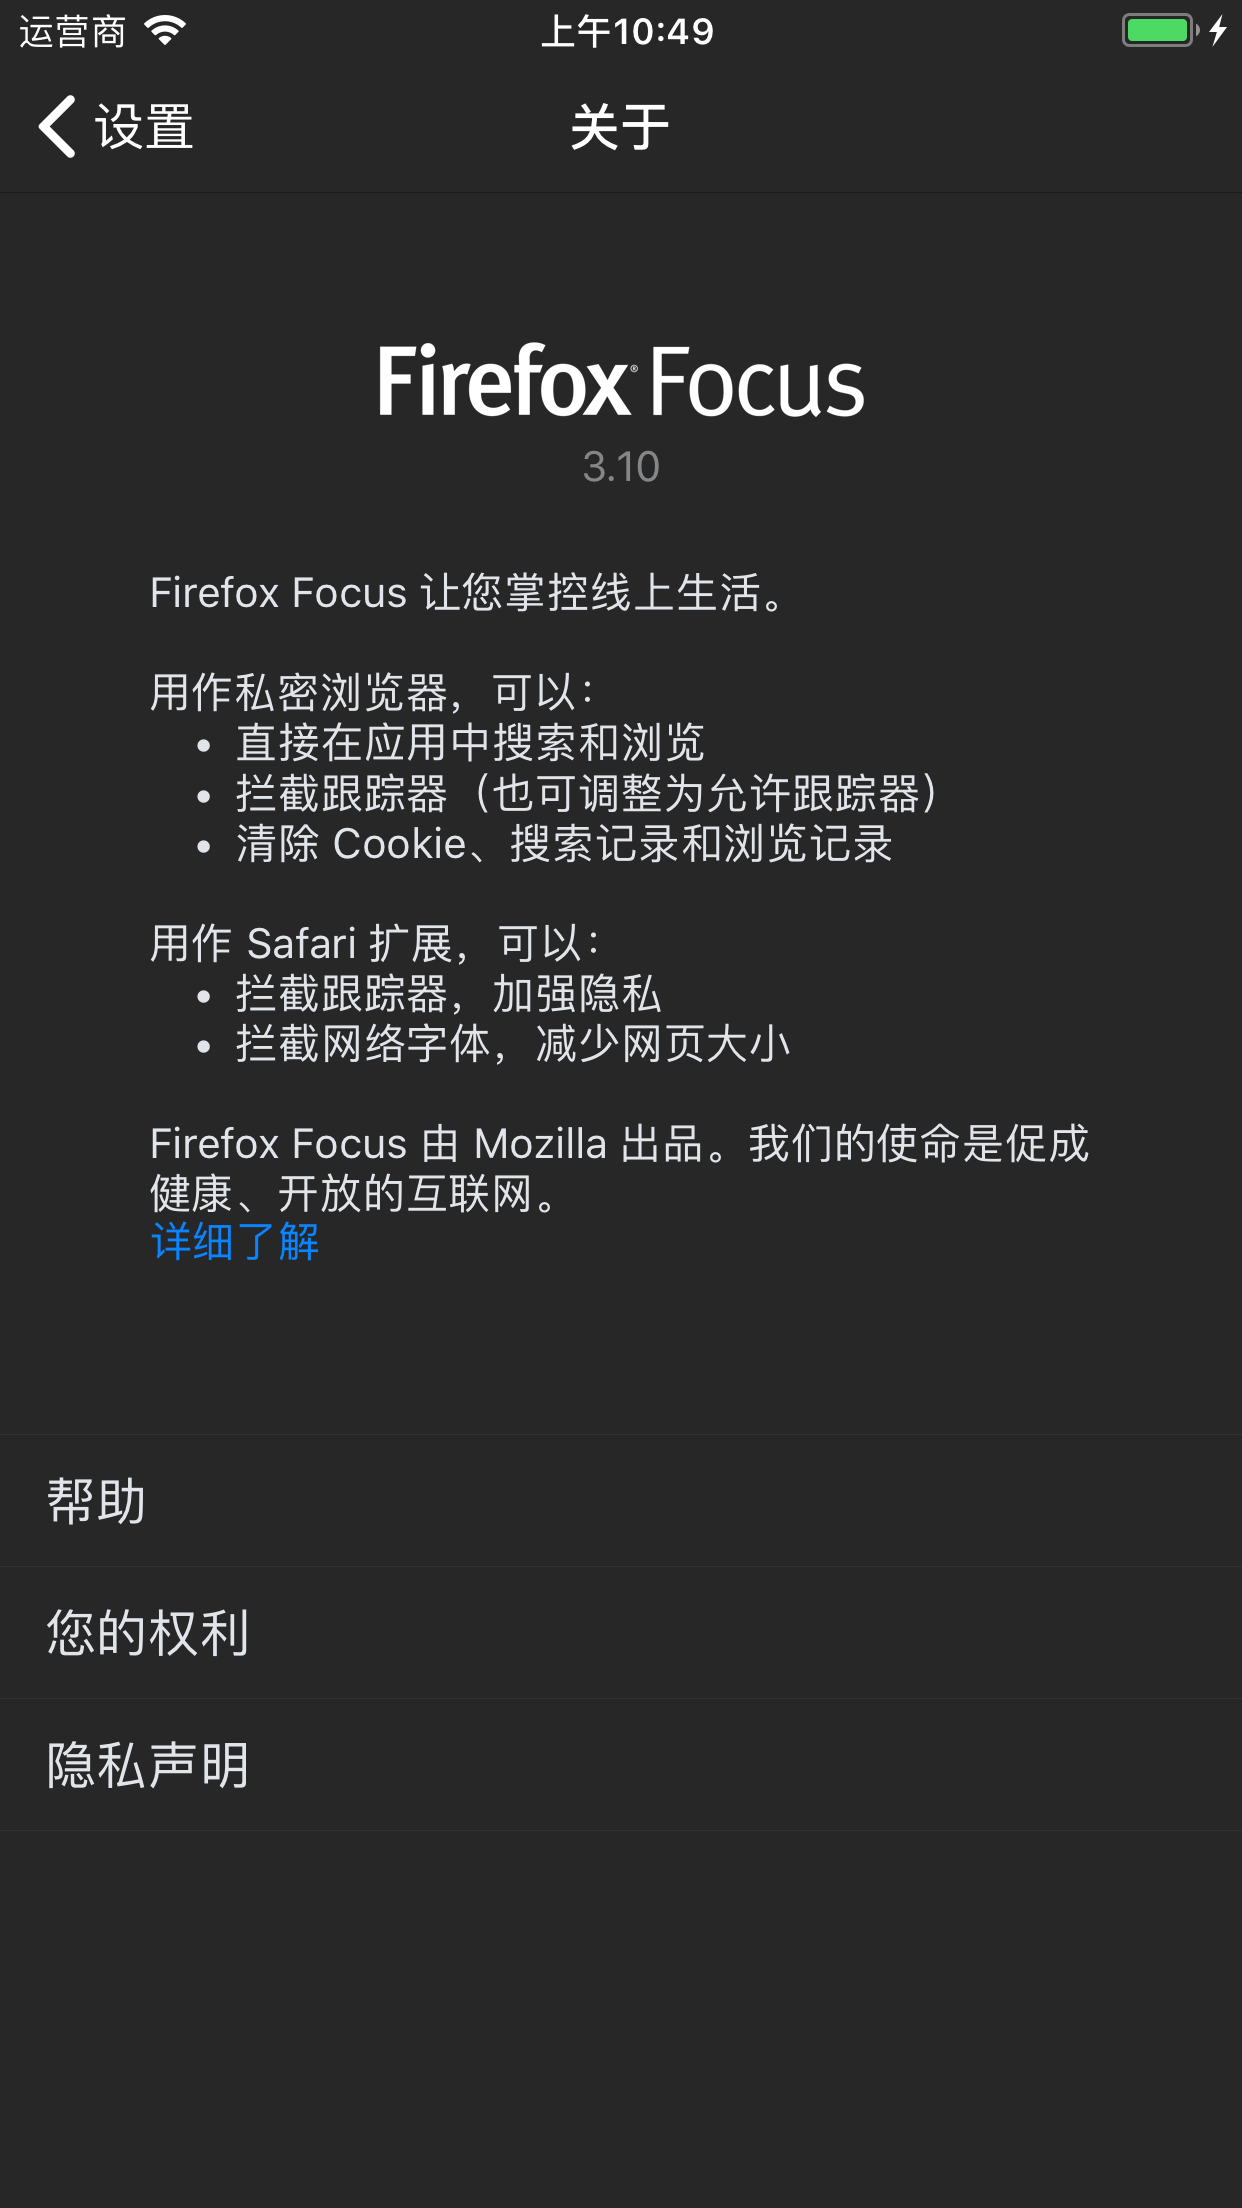 运营商 上午10:49
设置 关于
Firefox® Focus
3.10
Firefox Focus 让您掌控线上生活。
用作私密浏览器，可以：
• 直接在应用中搜索和浏览
• 拦截跟踪器（也可调整为允许跟踪器）
• 清除 Cookie、搜索记录和浏览记录
用作 Safari 扩展，可以：
• 拦截跟踪器，加强隐私
• 拦截网络字体，减少网页大小
Firefox Focus 由 Mozilla 出品。我们的使命是促成
健康、开放的互联网。
详细了解
帮助
您的权利
隐私声明